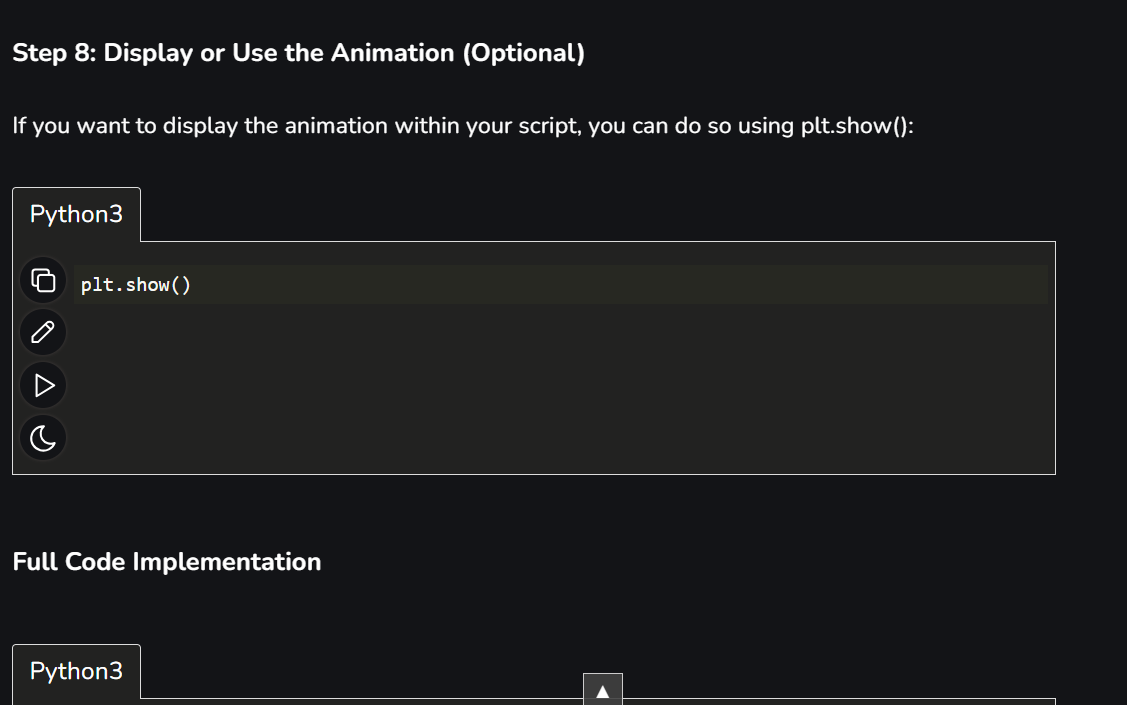 Step 8: Display or Use the Animation (Optional)
If you want to display the animation within your script, you can do so using plt.show():
Python3
plt.show()
Full Code Implementation
Python3